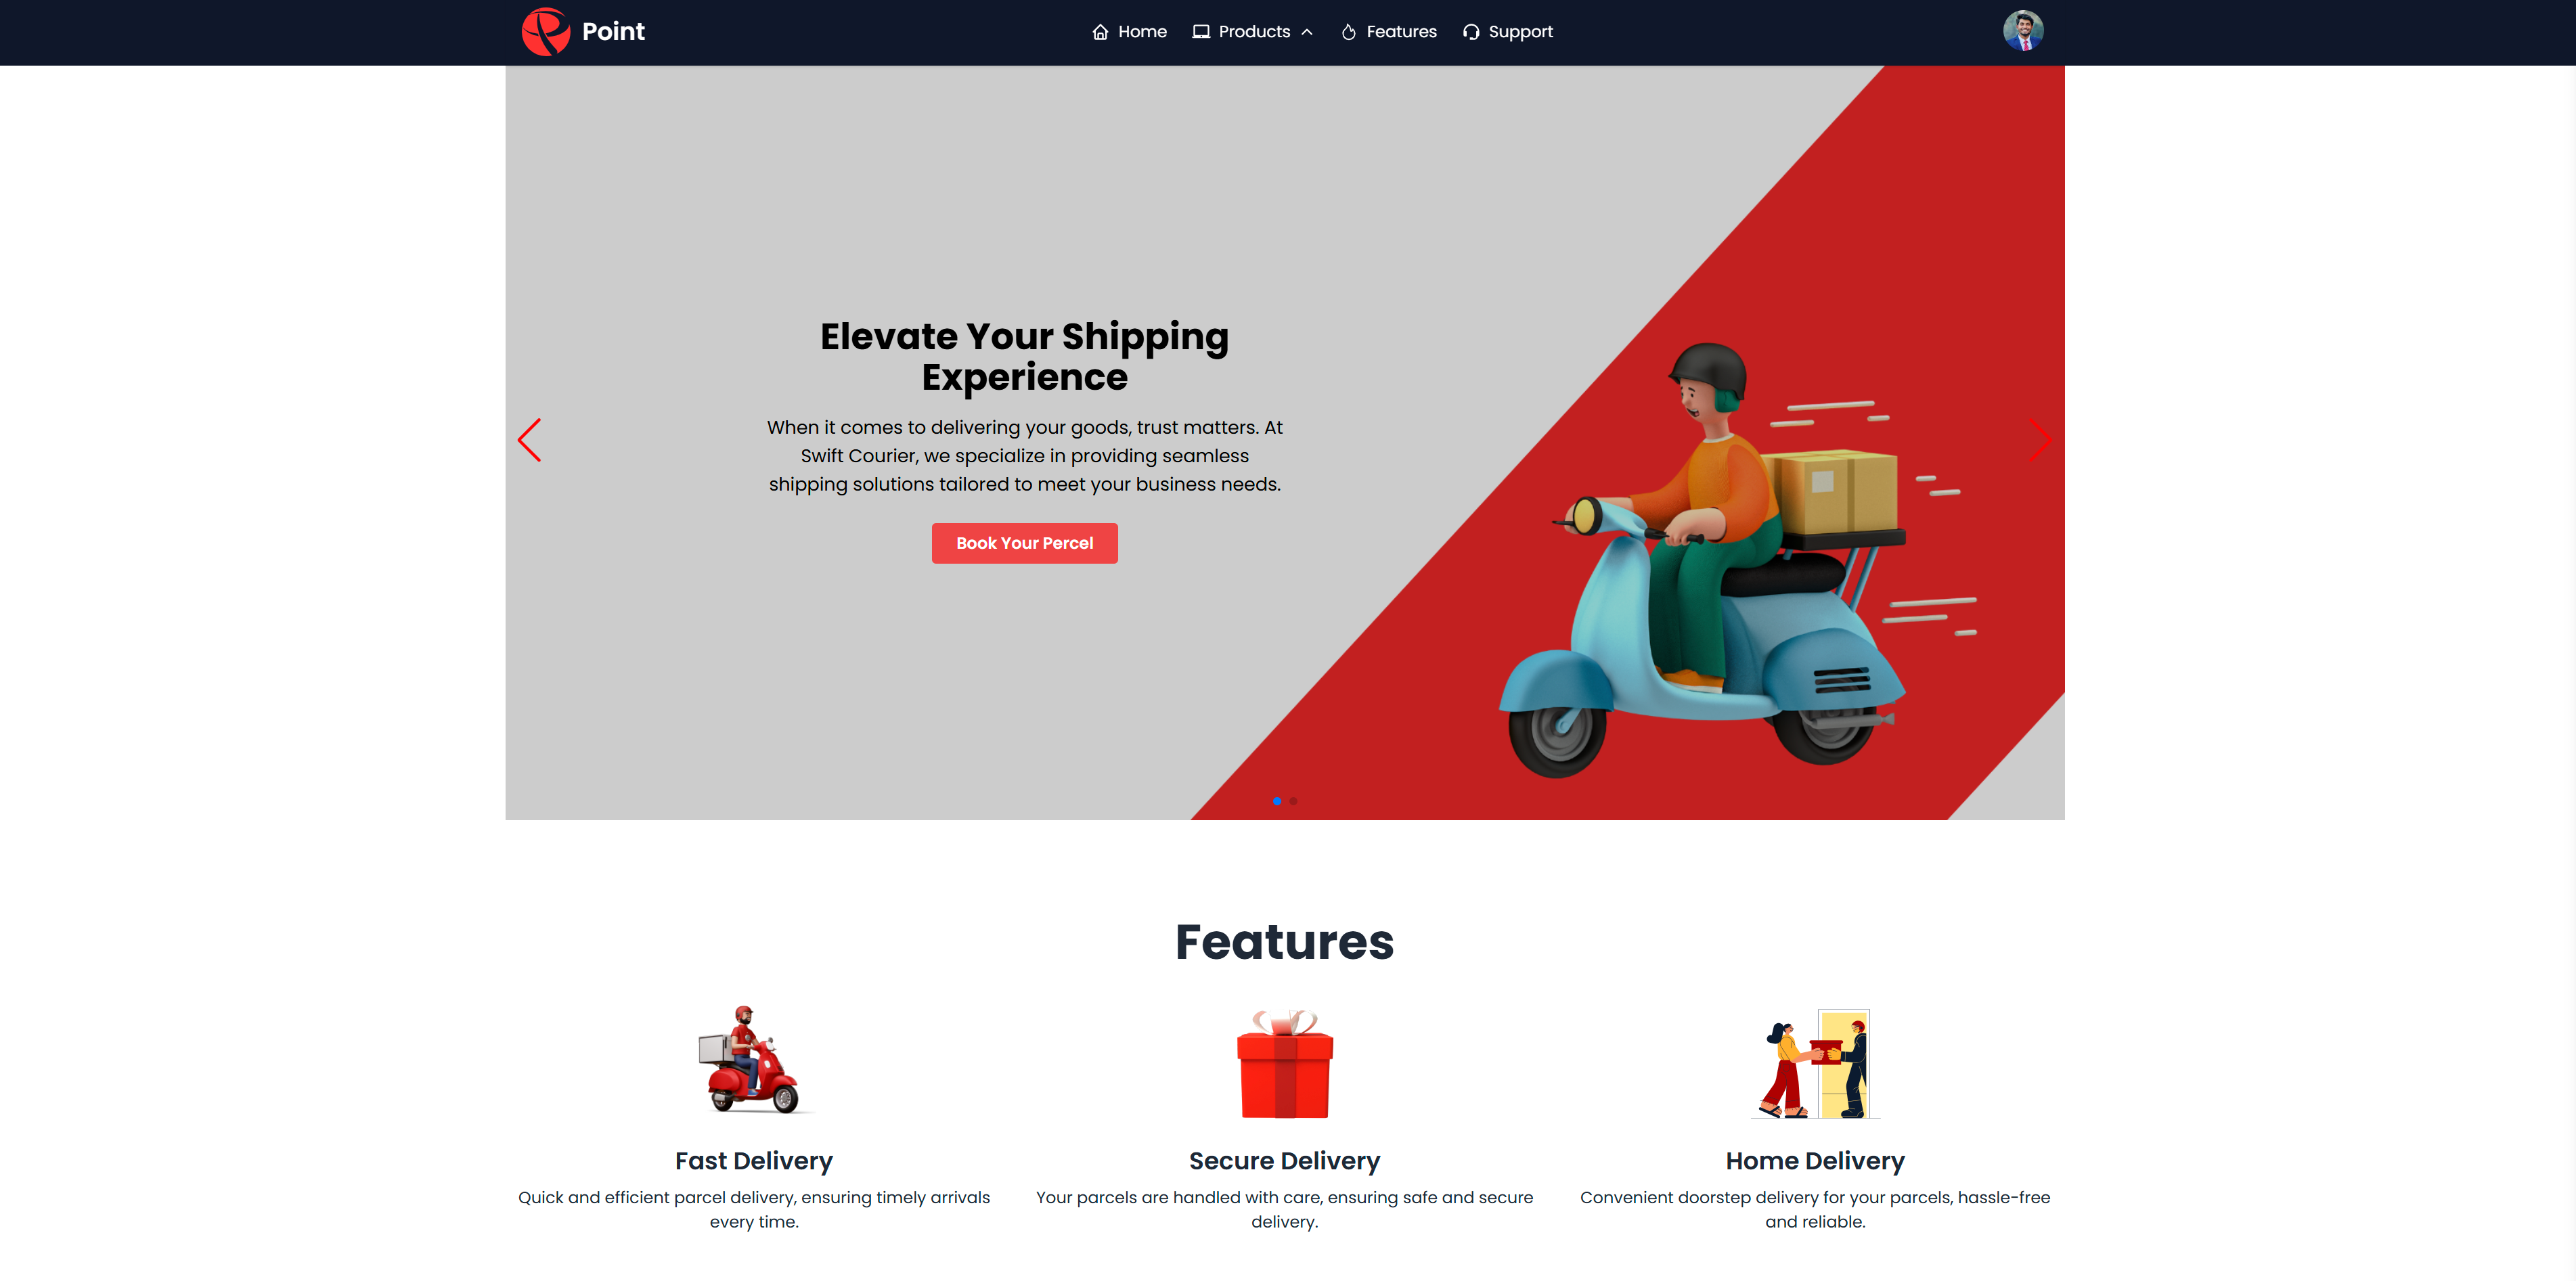 Point
Home
Products
Features
Support
Elevate Your Shipping
Experience
When it comes to delivering your goods, trust matters. At
Swift Courier, we specialize in providing seamless
shipping solutions tailored to meet your business needs.
Book Your Percel
Features
Fast Delivery
Quick and efficient parcel delivery, ensuring timely arrivals
every time.
Secure Delivery
Your parcels are handled with care, ensuring safe and secure
delivery.
Home Delivery
Convenient doorstep delivery for your parcels, hassle-free
and reliable.